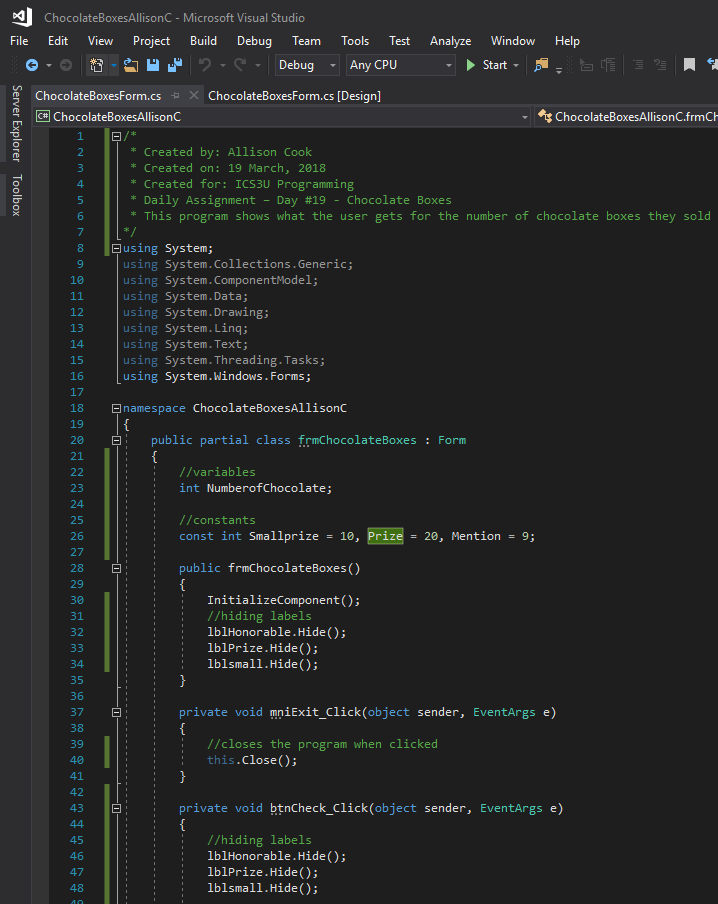 ChocolateBoxesAllisonC - Microsoft Visual Studio
File Edit View Project Build Debug Team Tools Test Analyze Window Help
Debug Any CPU Start
Server Explorer
Toolbox
ChocolateBoxesForm.cs ChocolateBoxesForm.cs [Design]
C# ChocolateBoxesAllisonC ChocolateBoxesAllisonC.frmCh
1 /*
2 * Created by: Allison Cook
3 * Created on: 19 March, 2018
4 * Created for: ICS3U Programming
5 * Daily Assignment – Day #19 - Chocolate Boxes
6 * This program shows what the user gets for the number of chocolate boxes they sold
7 */
8 using System;
9 using System.Collections.Generic;
10 using System.ComponentModel;
11 using System.Data;
12 using System.Drawing;
13 using System.Linq;
14 using System.Text;
15 using System.Threading.Tasks;
16 using System.Windows.Forms;
17
18 namespace ChocolateBoxesAllisonC
19 {
20 public partial class frmChocolateBoxes : Form
21 {
22 //variables
23 int NumberofChocolate;
24
25 //constants
26 const int Smallprize = 10, Prize = 20, Mention = 9;
27
28 public frmChocolateBoxes()
29 {
30 InitializeComponent();
31 //hiding labels
32 lblHonorable.Hide();
33 lblPrize.Hide();
34 lblsmall.Hide();
35 }
36
37 private void mniExit_Click(object sender, EventArgs e)
38 {
39 //closes the program when clicked
40 this.Close();
41 }
42
43 private void btnCheck_Click(object sender, EventArgs e)
44 {
45 //hiding labels
46 lblHonorable.Hide();
47 lblPrize.Hide();
48 lblsmall.Hide();
49